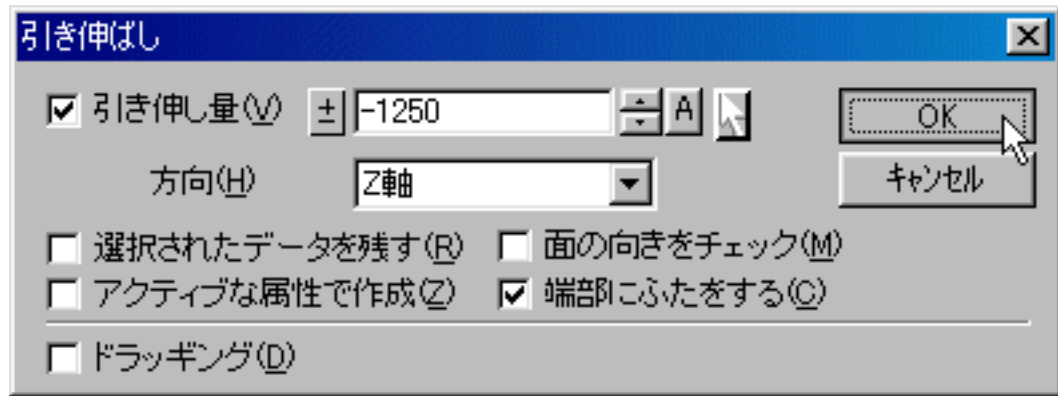 引き伸ばし
引き伸し量(V) ± -1250 A OK
方向(H) Z軸 キャンセル
選択されたデータを残す(R) 面の向きをチェック(M)
アクティブな属性で作成(Z) 端部にふたをする(C)
ドラッギング(D)